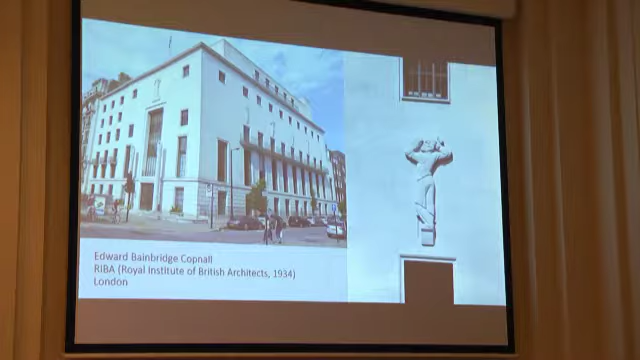 Edward Bainbridge Copnall
RIBA (Royal Institute of British Architects, 1934)
London